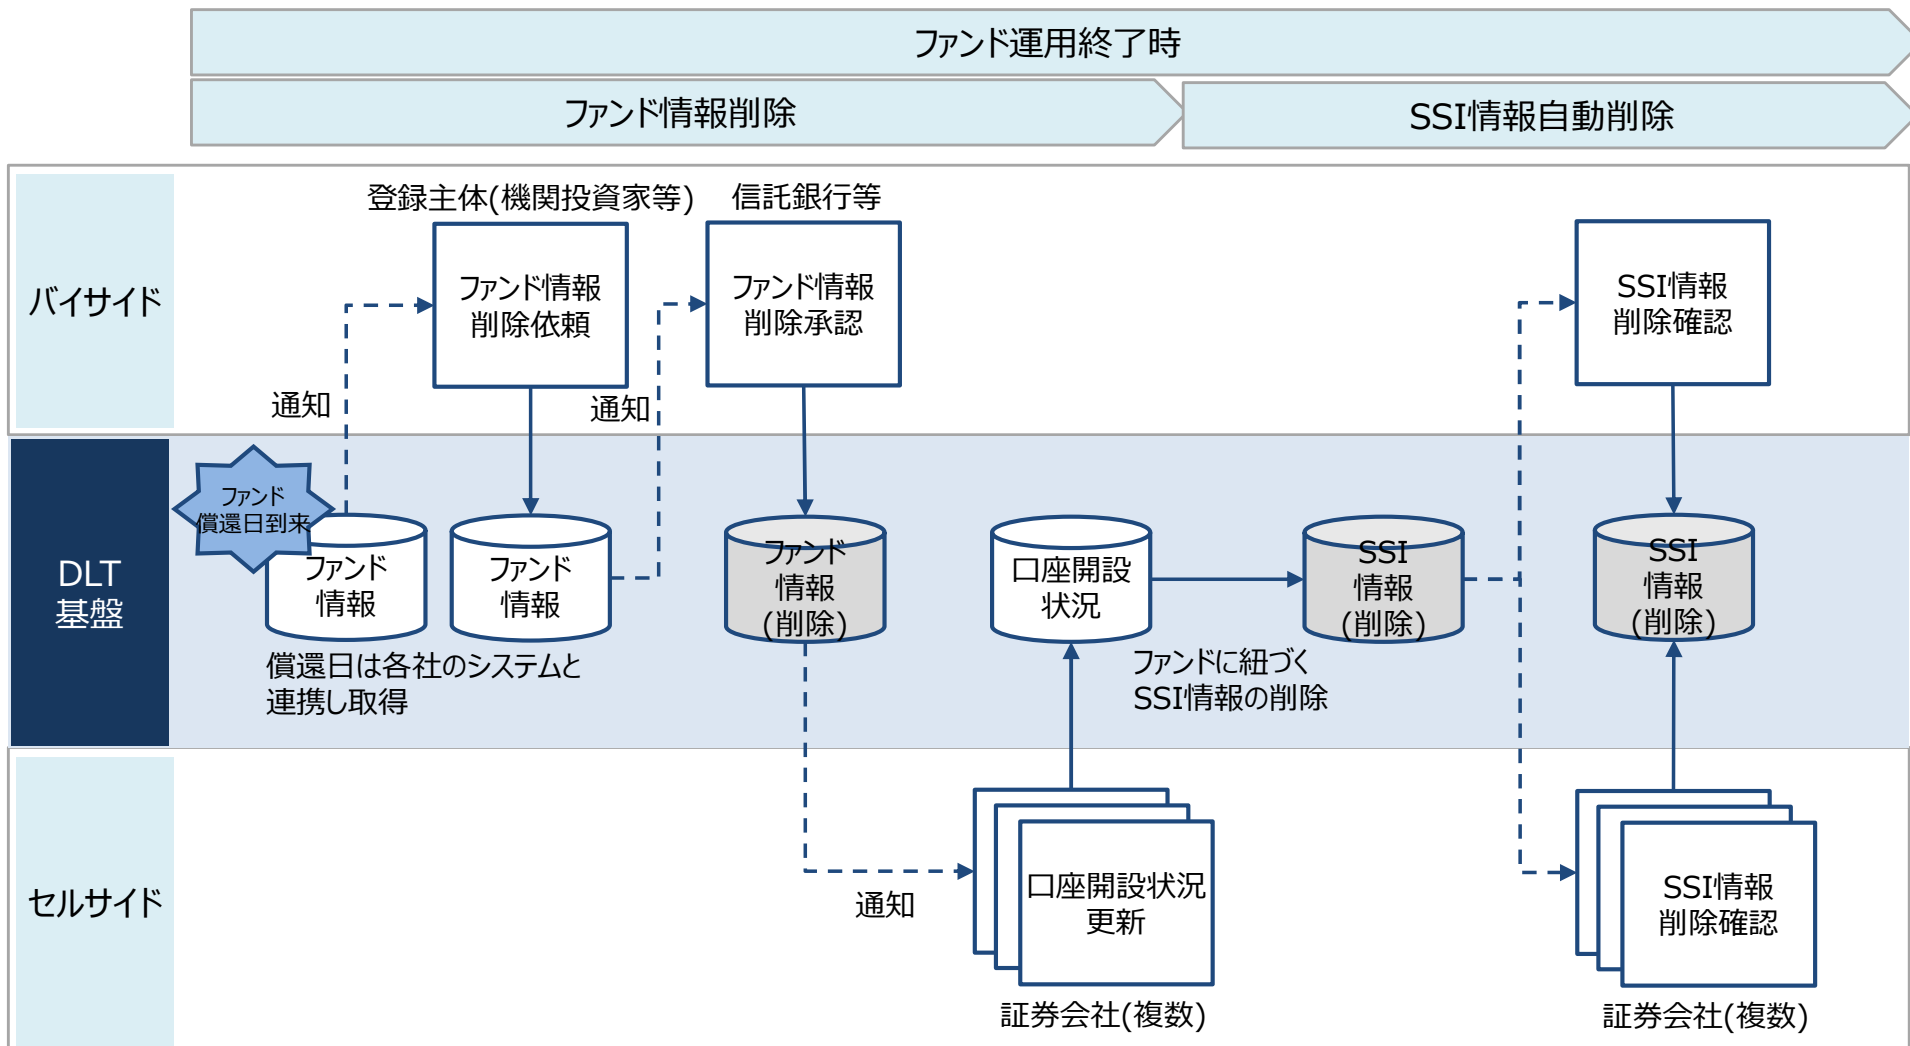 ファンド運用終了時
ファンド情報削除
SSI情報自動削除
バイサイド
登録主体(機関投資家等)
ファンド情報
削除依頼
信託銀行等
ファンド情報
削除承認
SSI情報
削除確認
通知
通知
DLT
基盤
ファンド
償還日到来
ファンド
情報
ファンド
情報
ファンド
情報
(削除)
口座開設
状況
SSI
情報
(削除)
SSI
情報
(削除)
償還日は各社のシステムと
連携し取得
ファンドに紐づく
SSI情報の削除
セルサイド
通知
口座開設状況
更新
証券会社(複数)
SSI情報
削除確認
証券会社(複数)